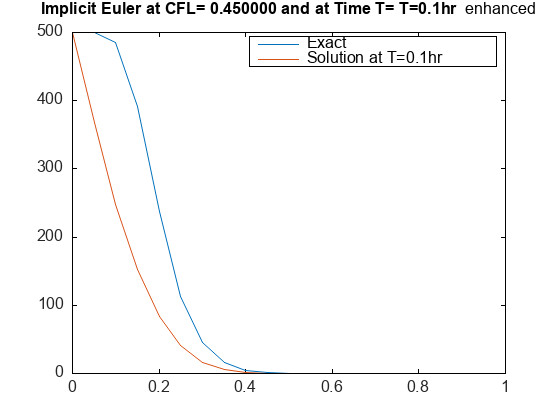 Implicit Euler at CFL= 0.450000 and at Time T= T=0.1hr enhanced
500
400
300
200
100
0
Exact
Solution at T=0.1hr
0 0.2 0.4 0.6 0.8 1